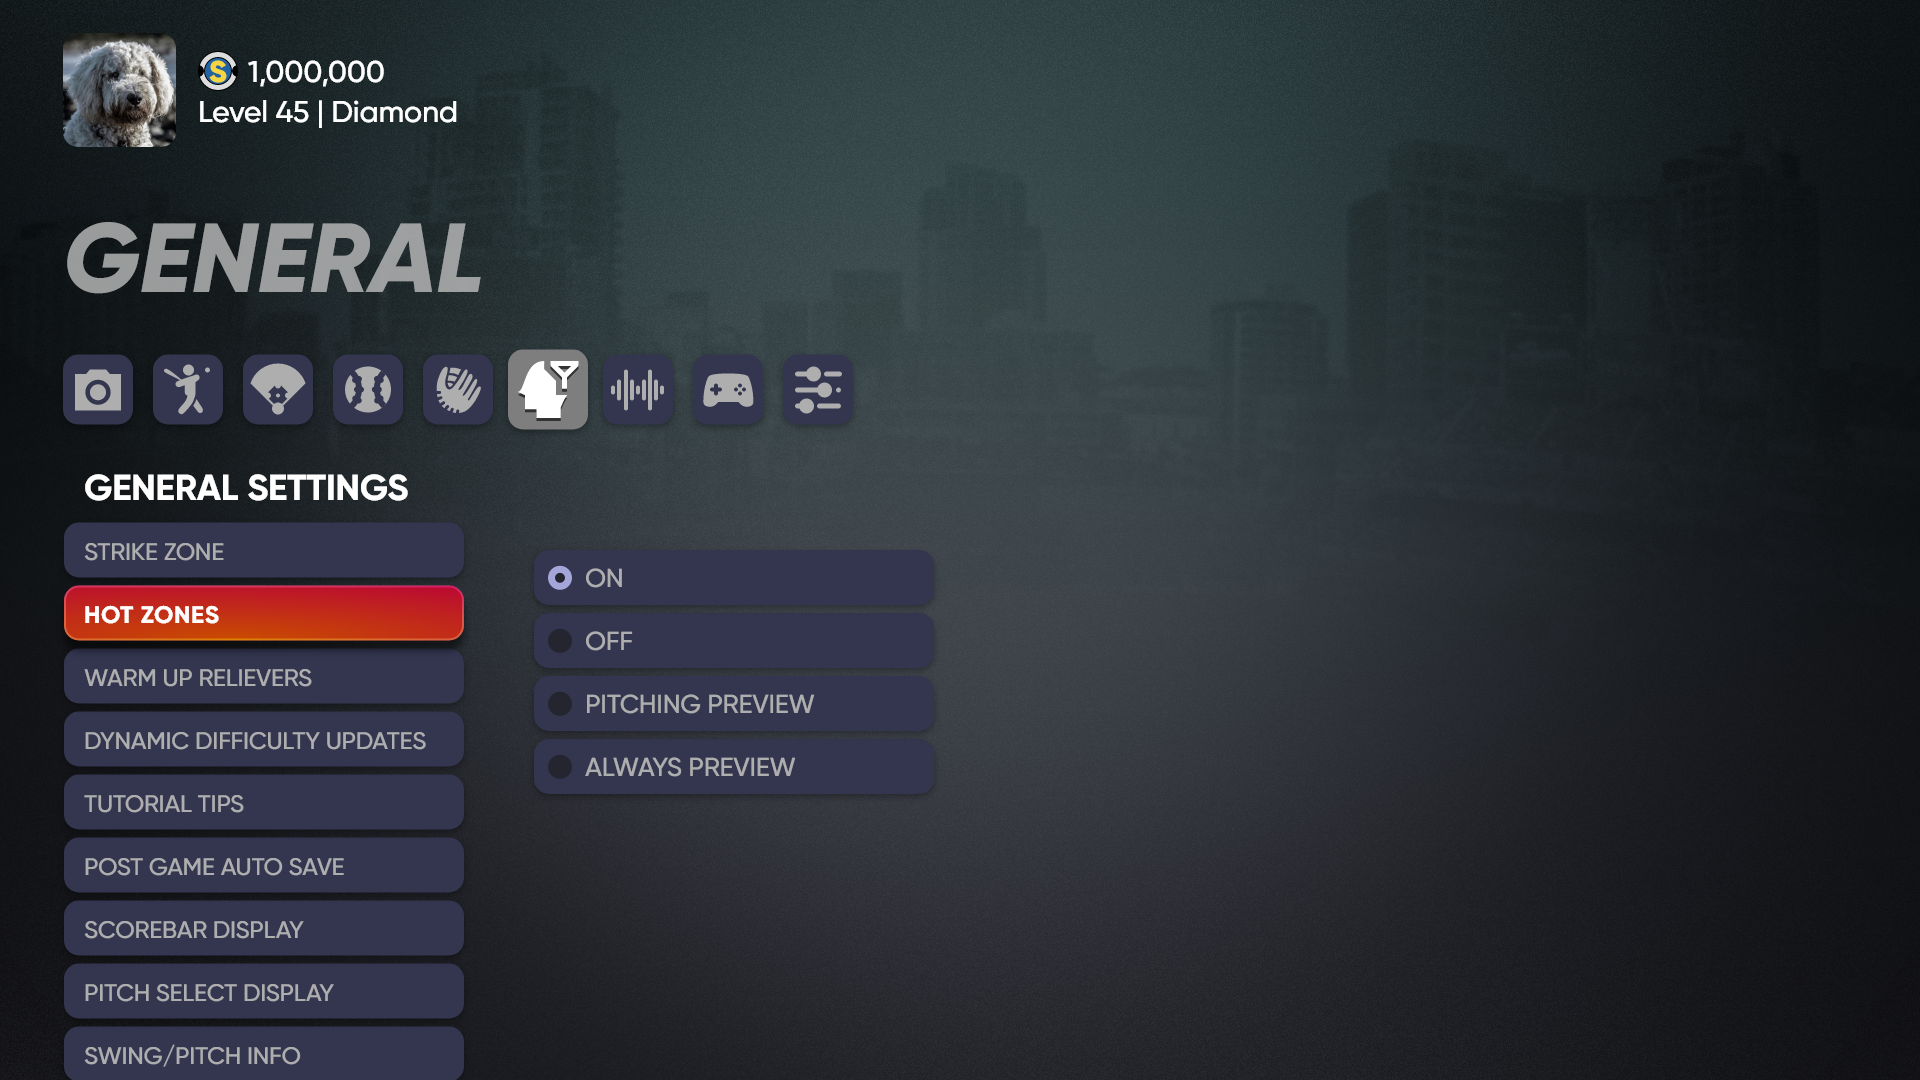 S 1,000,000
Level 45 | Diamond
GENERAL
GENERAL SETTINGS
STRIKE ZONE
HOT ZONES
WARM UP RELIEVERS
DYNAMIC DIFFICULTY UPDATES
TUTORIAL TIPS
POST GAME AUTO SAVE
SCOREBAR DISPLAY
PITCH SELECT DISPLAY
SWING/PITCH INFO
ON
OFF
PITCHING PREVIEW
ALWAYS PREVIEW